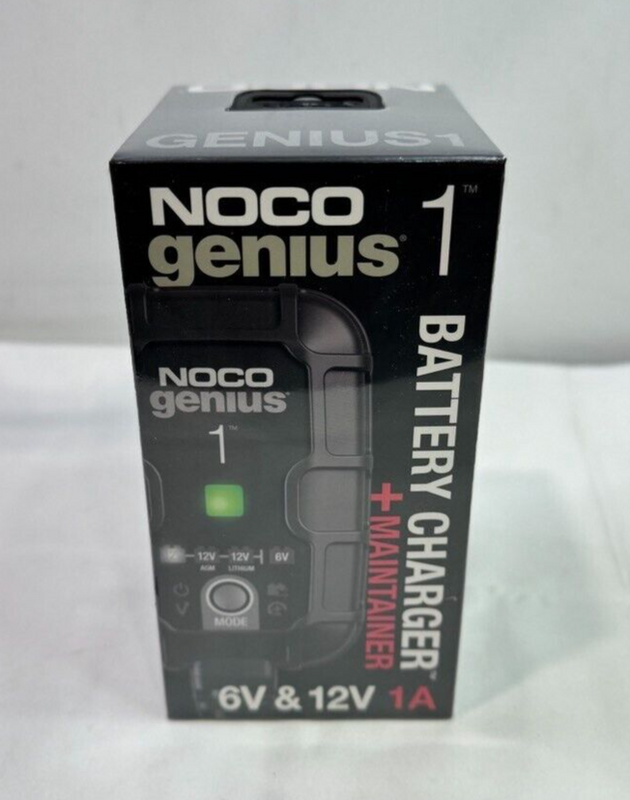 GENIUS1
NOCO
genius®
1™
BATTERY CHARGER™
+ MAINTAINER
NOCO
genius
1™
12V
12V
6V
AGM
LITHIUM
MODE
6V & 12V 1A